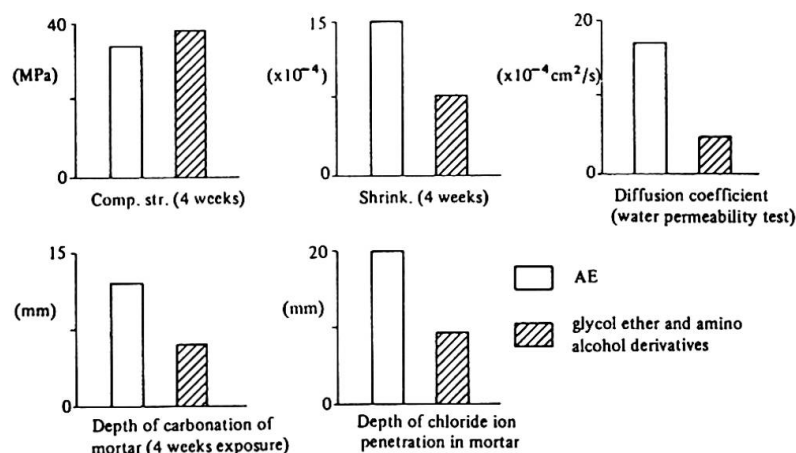 40
(MPa)
0
Comp. str. (4 weeks)
15
(x10⁻⁴)
0
Shrink. (4 weeks)
20
(x10⁻⁴cm²/s)
0
Diffusion coefficient
(water permeability test)
15
(mm)
0
Depth of carbonation of
mortar (4 weeks exposure)
20
(mm)
0
Depth of chloride ion
penetration in mortar
AE
glycol ether and amino
alcohol derivatives